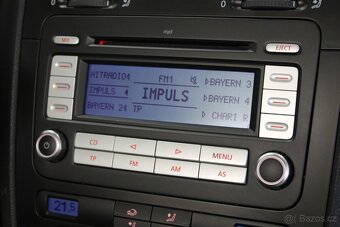 mp3
MIX
EJECT
HITRADIO4 FM1 BAYERN 3
IMPULS IMPULS BAYERN 4
BAYERN 24 TP CHARI R
CD ◁ ▷ MENU
TP FM AM AS
21.5
sbazos.cz